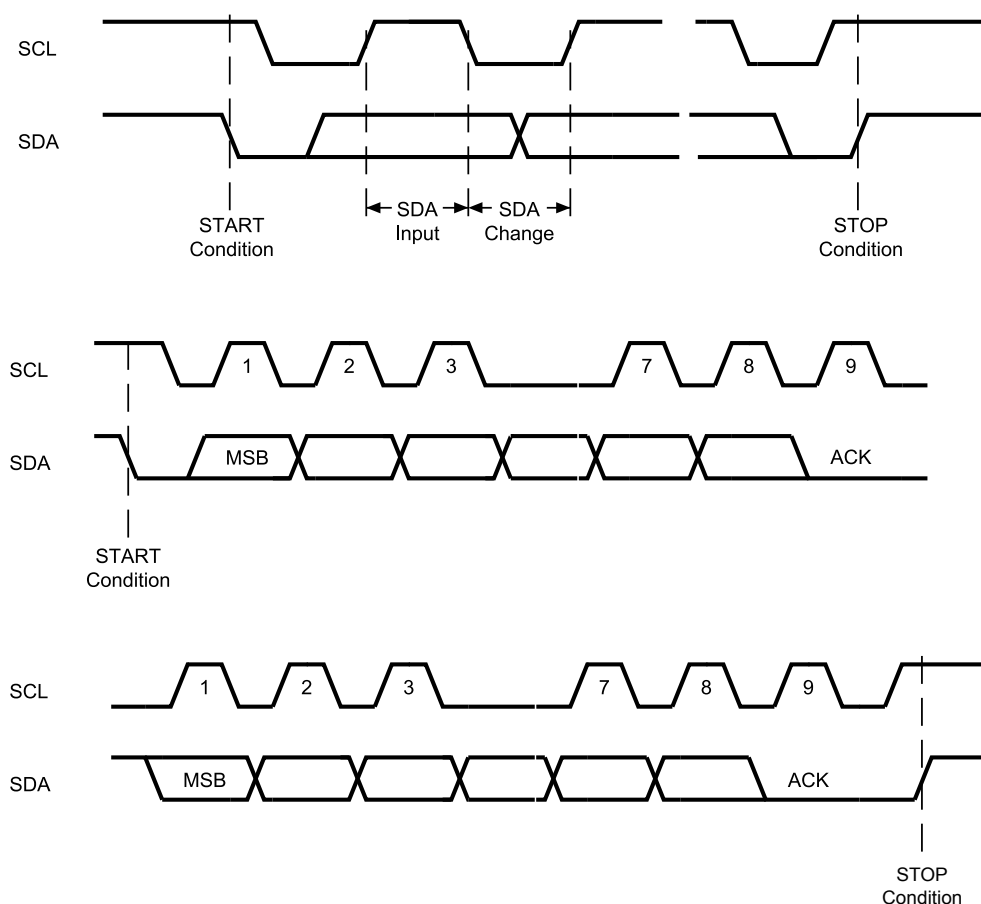 SCL
SDA
SDA
Input
SDA
Change
START
Condition
STOP
Condition
SCL
1
2
3
7
8
9
SDA
MSB
ACK
START
Condition
SCL
1
2
3
7
8
9
SDA
MSB
ACK
STOP
Condition